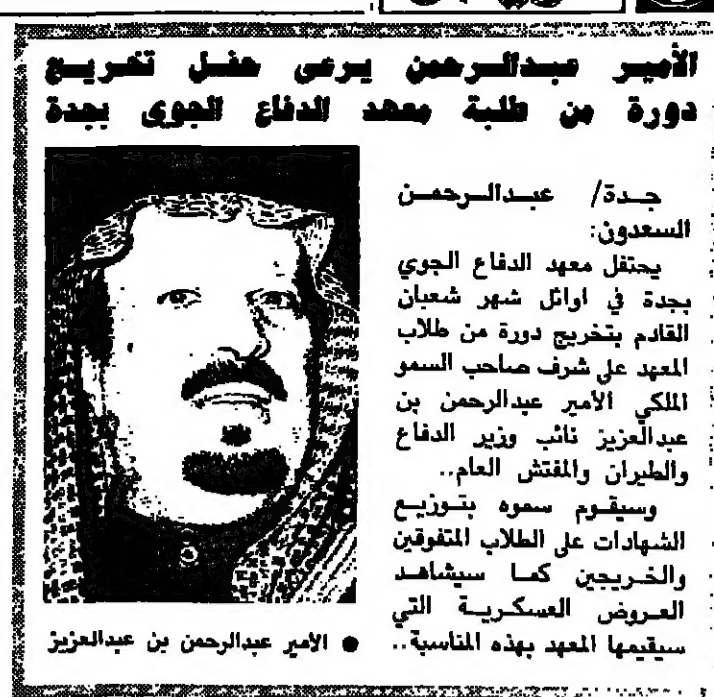 الأمير عبدالرحمن يرعى حفل تخريج
دورة من طلبة معهد الدفاع الجوى بجدة
جدة/ عبدالرحمن
السعدون:
يحتفل معهد الدفاع الجوي
بجدة في اوائل شهر شعبان
القادم بتخريج دورة من طلاب
المعهد على شرف صاحب السمو
الملكي الأمير عبدالرحمن بن
عبدالعزيز نائب وزير الدفاع
والطيران والمفتش العام..
وسيقوم سموه بتوزيع
الشهادات على الطلاب المتفوقين
والخريجين كما سيشاهد
العروض العسكرية التي
سيقيمها المعهد بهذه المناسبة..
● الأمير عبدالرحمن بن عبدالعزيز